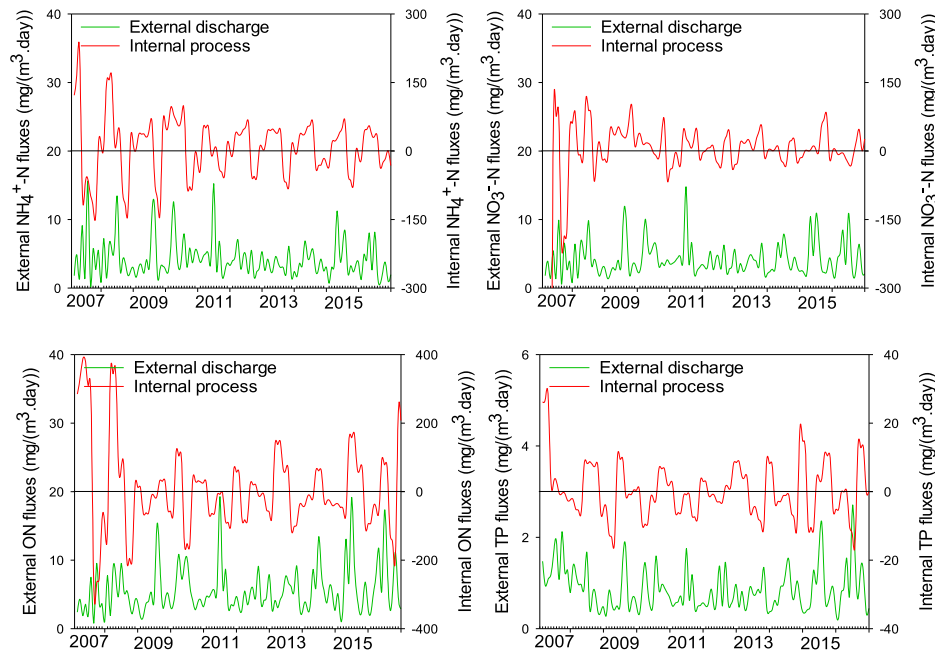 External discharge
Internal process
External NH4+-N fluxes (mg/(m3.day))
40
30
20
10
0
300
150
0
-150
-300
Internal NH4+-N fluxes (mg/(m3.day))
2007 2009 2011 2013 2015
External discharge
Internal process
External NO3--N fluxes (mg/(m3.day))
40
30
20
10
0
300
150
0
-150
-300
Internal NO3--N fluxes (mg/(m3.day))
2007 2009 2011 2013 2015
External discharge
Internal process
External ON fluxes (mg/(m3.day))
40
30
20
10
0
400
200
0
-200
-400
Internal ON fluxes (mg/(m3.day))
2007 2009 2011 2013 2015
External discharge
Internal process
External TP fluxes (mg/(m3.day))
6
4
3
2
0
40
20
0
-20
-40
Internal TP fluxes (mg/(m3.day))
2007 2009 2011 2013 2015